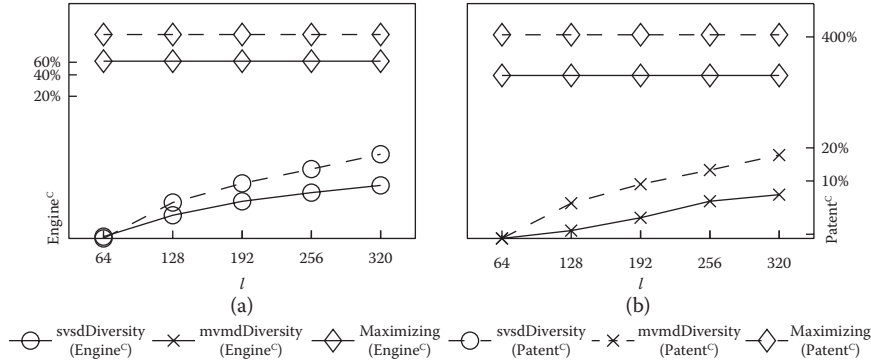 60%
40%
20%
Engine^C
64 128 192 256 320
l
(a)
400%
20%
10%
Patent^C
64 128 192 256 320
l
(b)
svsdDiversity
(Engine^C)
mvmdDiversity
(Engine^C)
Maximizing
(Engine^C)
svsdDiversity
(Patent^C)
mvmdDiversity
(Patent^C)
Maximizing
(Patent^C)